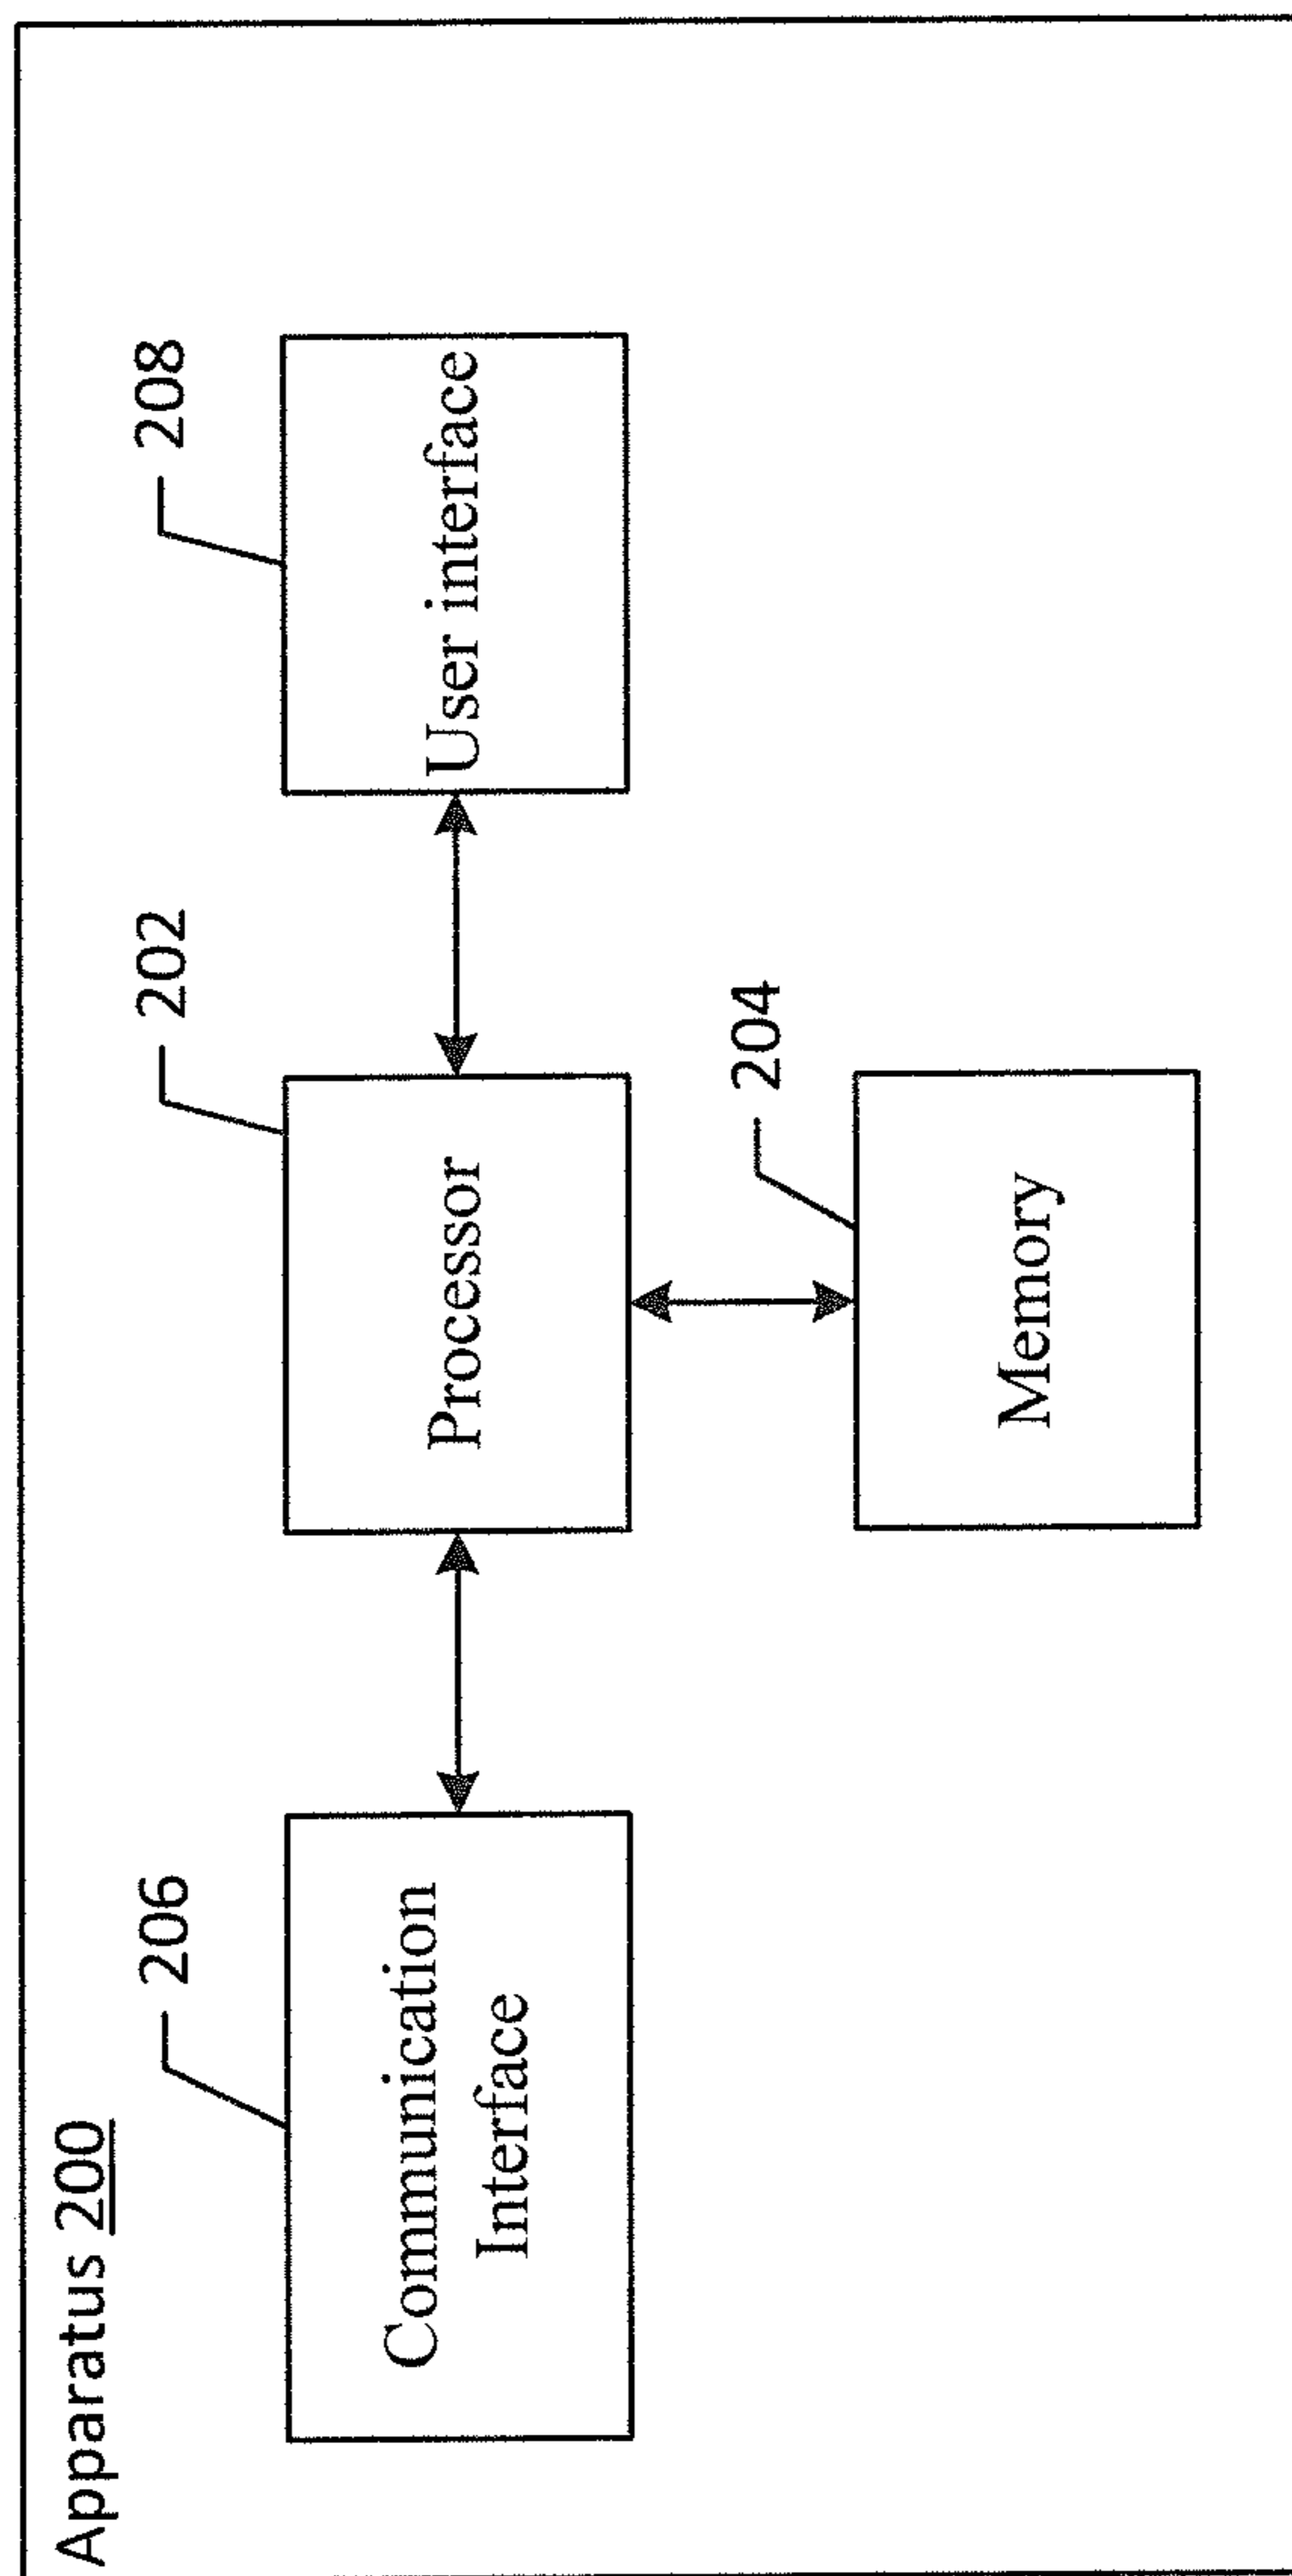 Apparatus 200
206
202
208
Communication
Interface
Processor
User interface
204
Memory